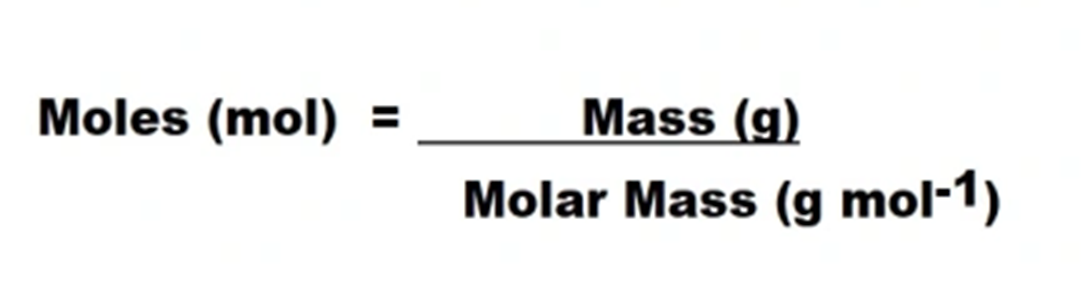 Moles (mol) = Mass (g)
Molar Mass (g mol-1)